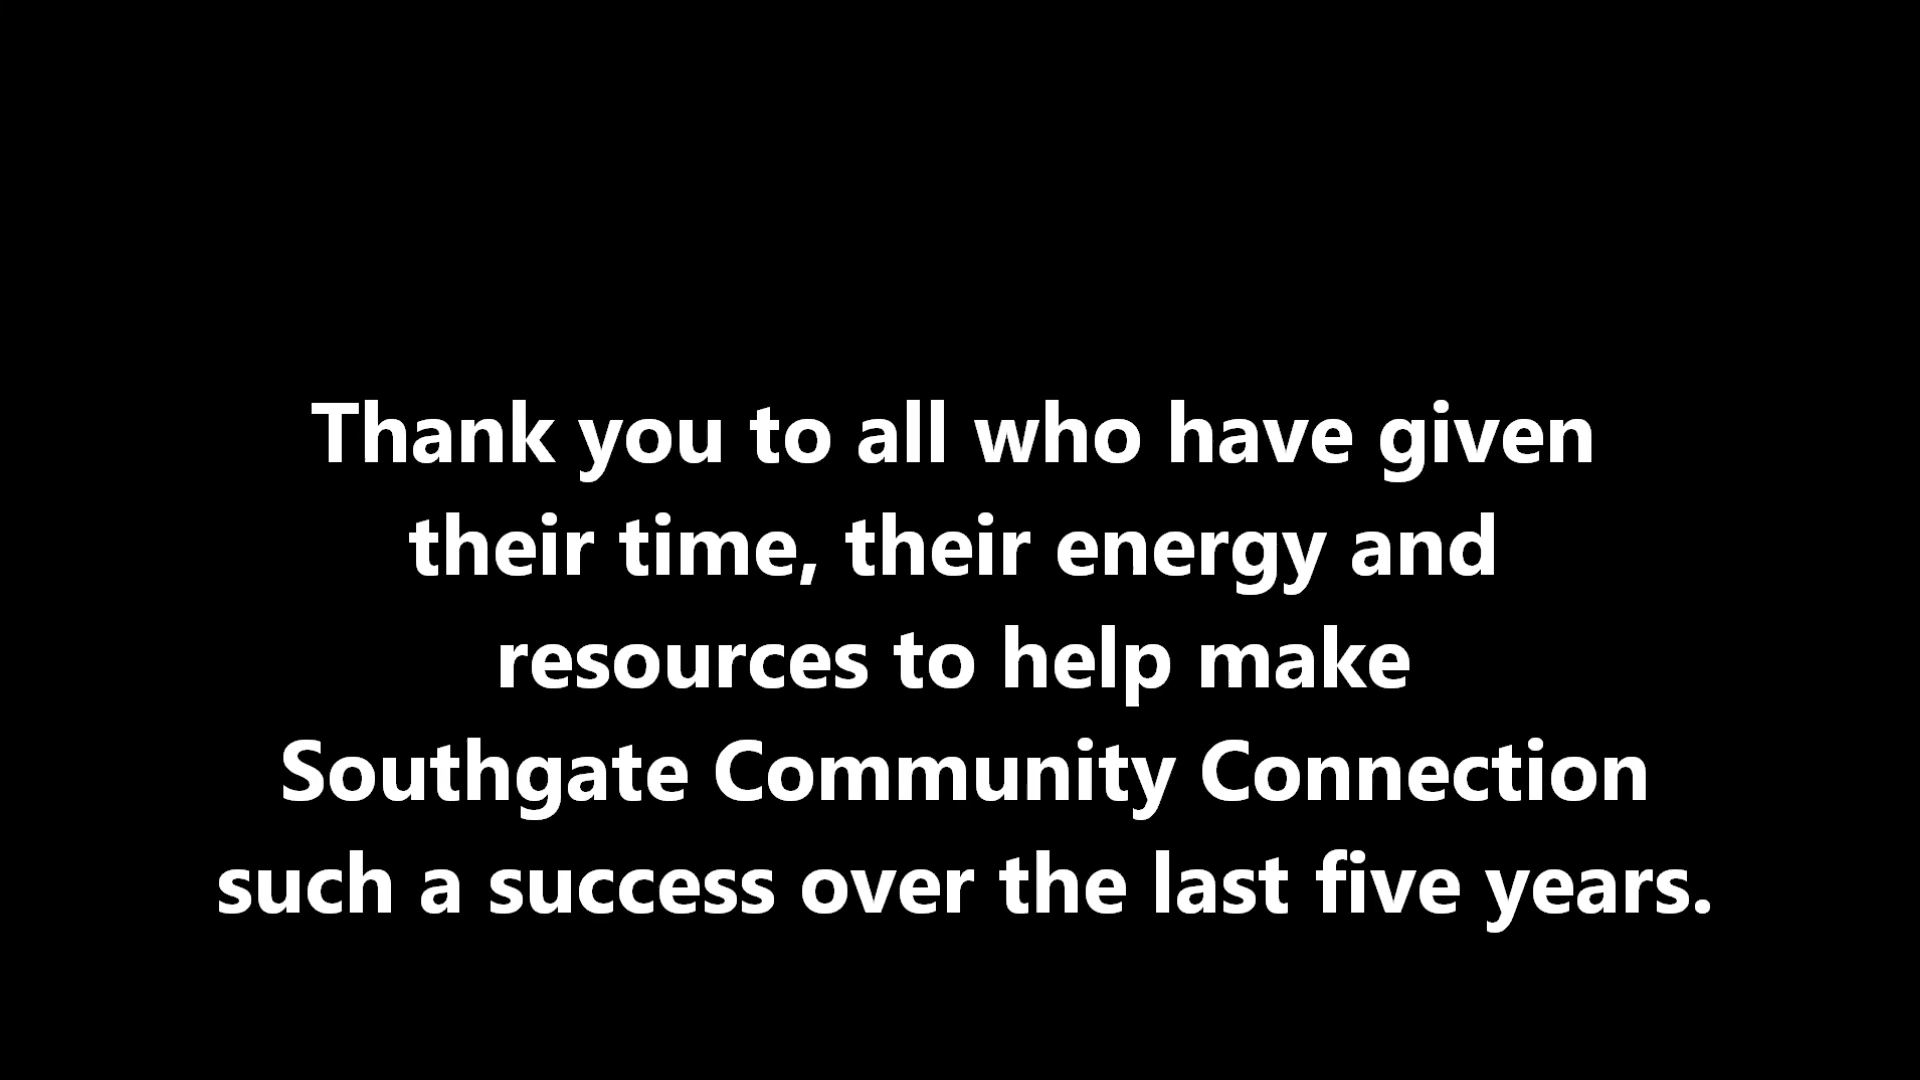 Thank you to all who have given
their time, their energy and
resources to help make
Southgate Community Connection
such a success over the last five years.